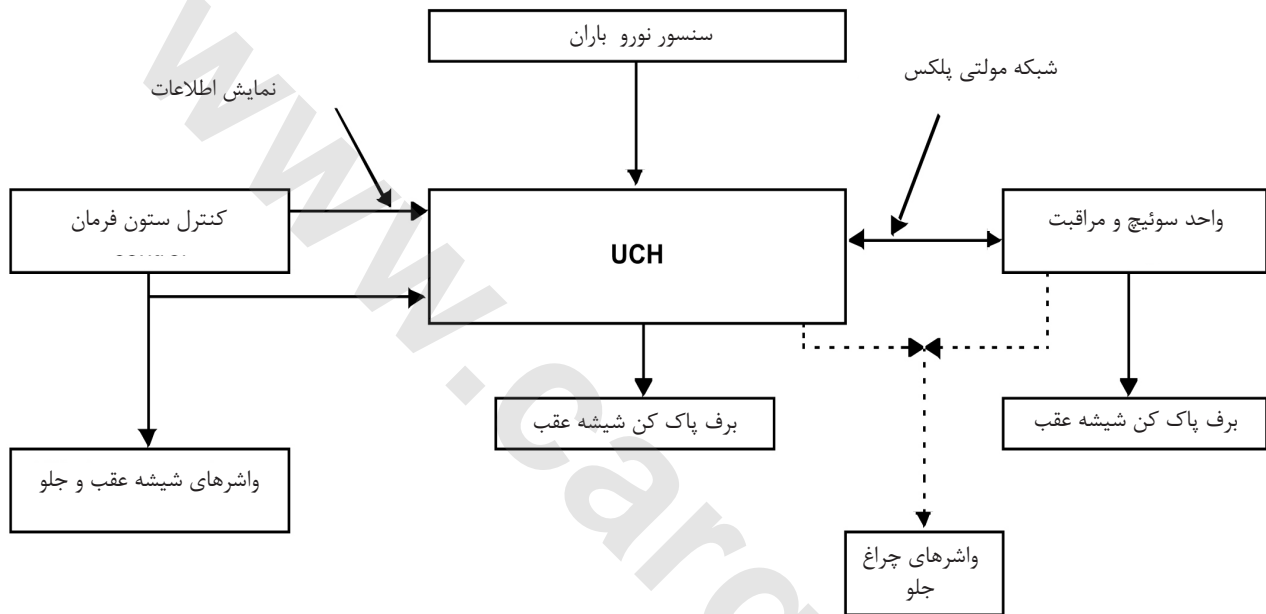 سنسور نورو باران
شبکه مولتی پلکس
نمایش اطلاعات
کنترل ستون فرمان
UCH
واحد سوئیچ و مراقبت
برف پاک کن شیشه عقب
برف پاک کن شیشه عقب
واشرهای شیشه عقب و جلو
واشرهای چراغ
جلو